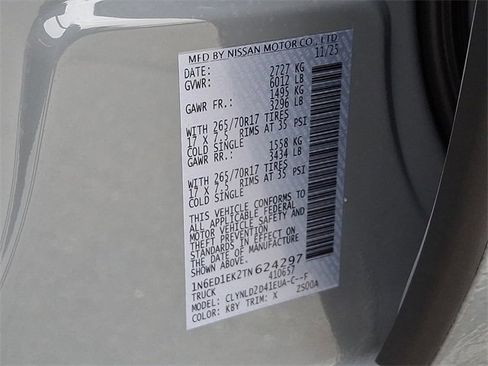 MFD BY NISSAN MOTOR CO., LTD.
DATE: 11/25
GVWR: 2727 KG
6012 LB
GAWR FR.: 1495 KG
3296 LB
WITH 265/70R17 TIRES
17 X 7.5 RIMS AT 35 PSI
COLD SINGLE
GAWR RR.: 1558 KG
3434 LB
WITH 265/70R17 TIRES
17 X 7.5 RIMS AT 35 PSI
COLD SINGLE
THIS VEHICLE CONFORMS TO
ALL APPLICABLE FEDERAL
MOTOR VEHICLE SAFETY AND
THEFT PREVENTION
STANDARDS IN EFFECT ON
THE DATE OF MANUFACTURE
SHOWN ABOVE.
1N6ED1EK2TN624297
TRUCK 410657
MODEL: CLYNLD2D41EUA-C--F
COLOR: KBY TRIM: X ZS00A